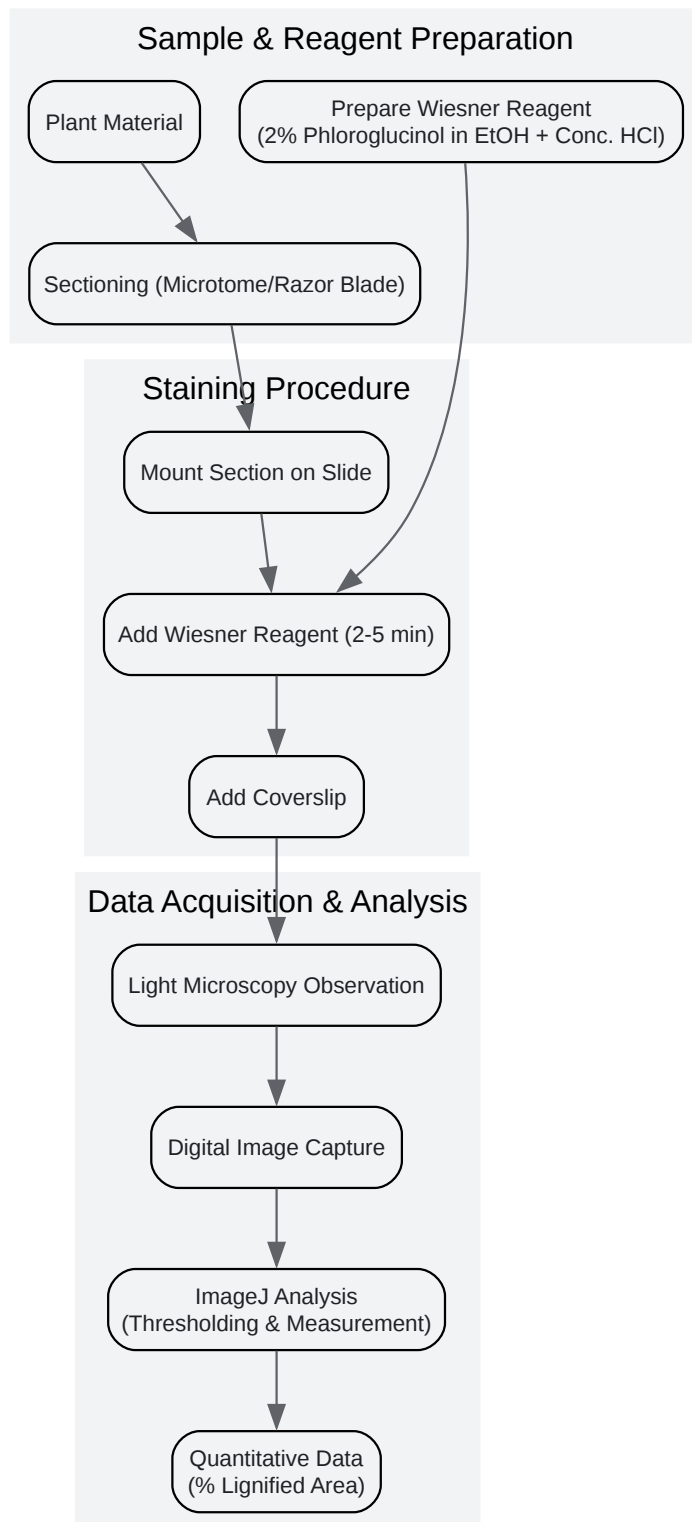 Sample & Reagent Preparation
Plant Material
Prepare Wiesner Reagent
(2% Phloroglucinol in EtOH + Conc. HCl)
Sectioning (Microtome/Razor Blade)
Staining Procedure
Mount Section on Slide
Add Wiesner Reagent (2-5 min)
Add Coverslip
Data Acquisition & Analysis
Light Microscopy Observation
Digital Image Capture
ImageJ Analysis
(Thresholding & Measurement)
Quantitative Data
(% Lignified Area)